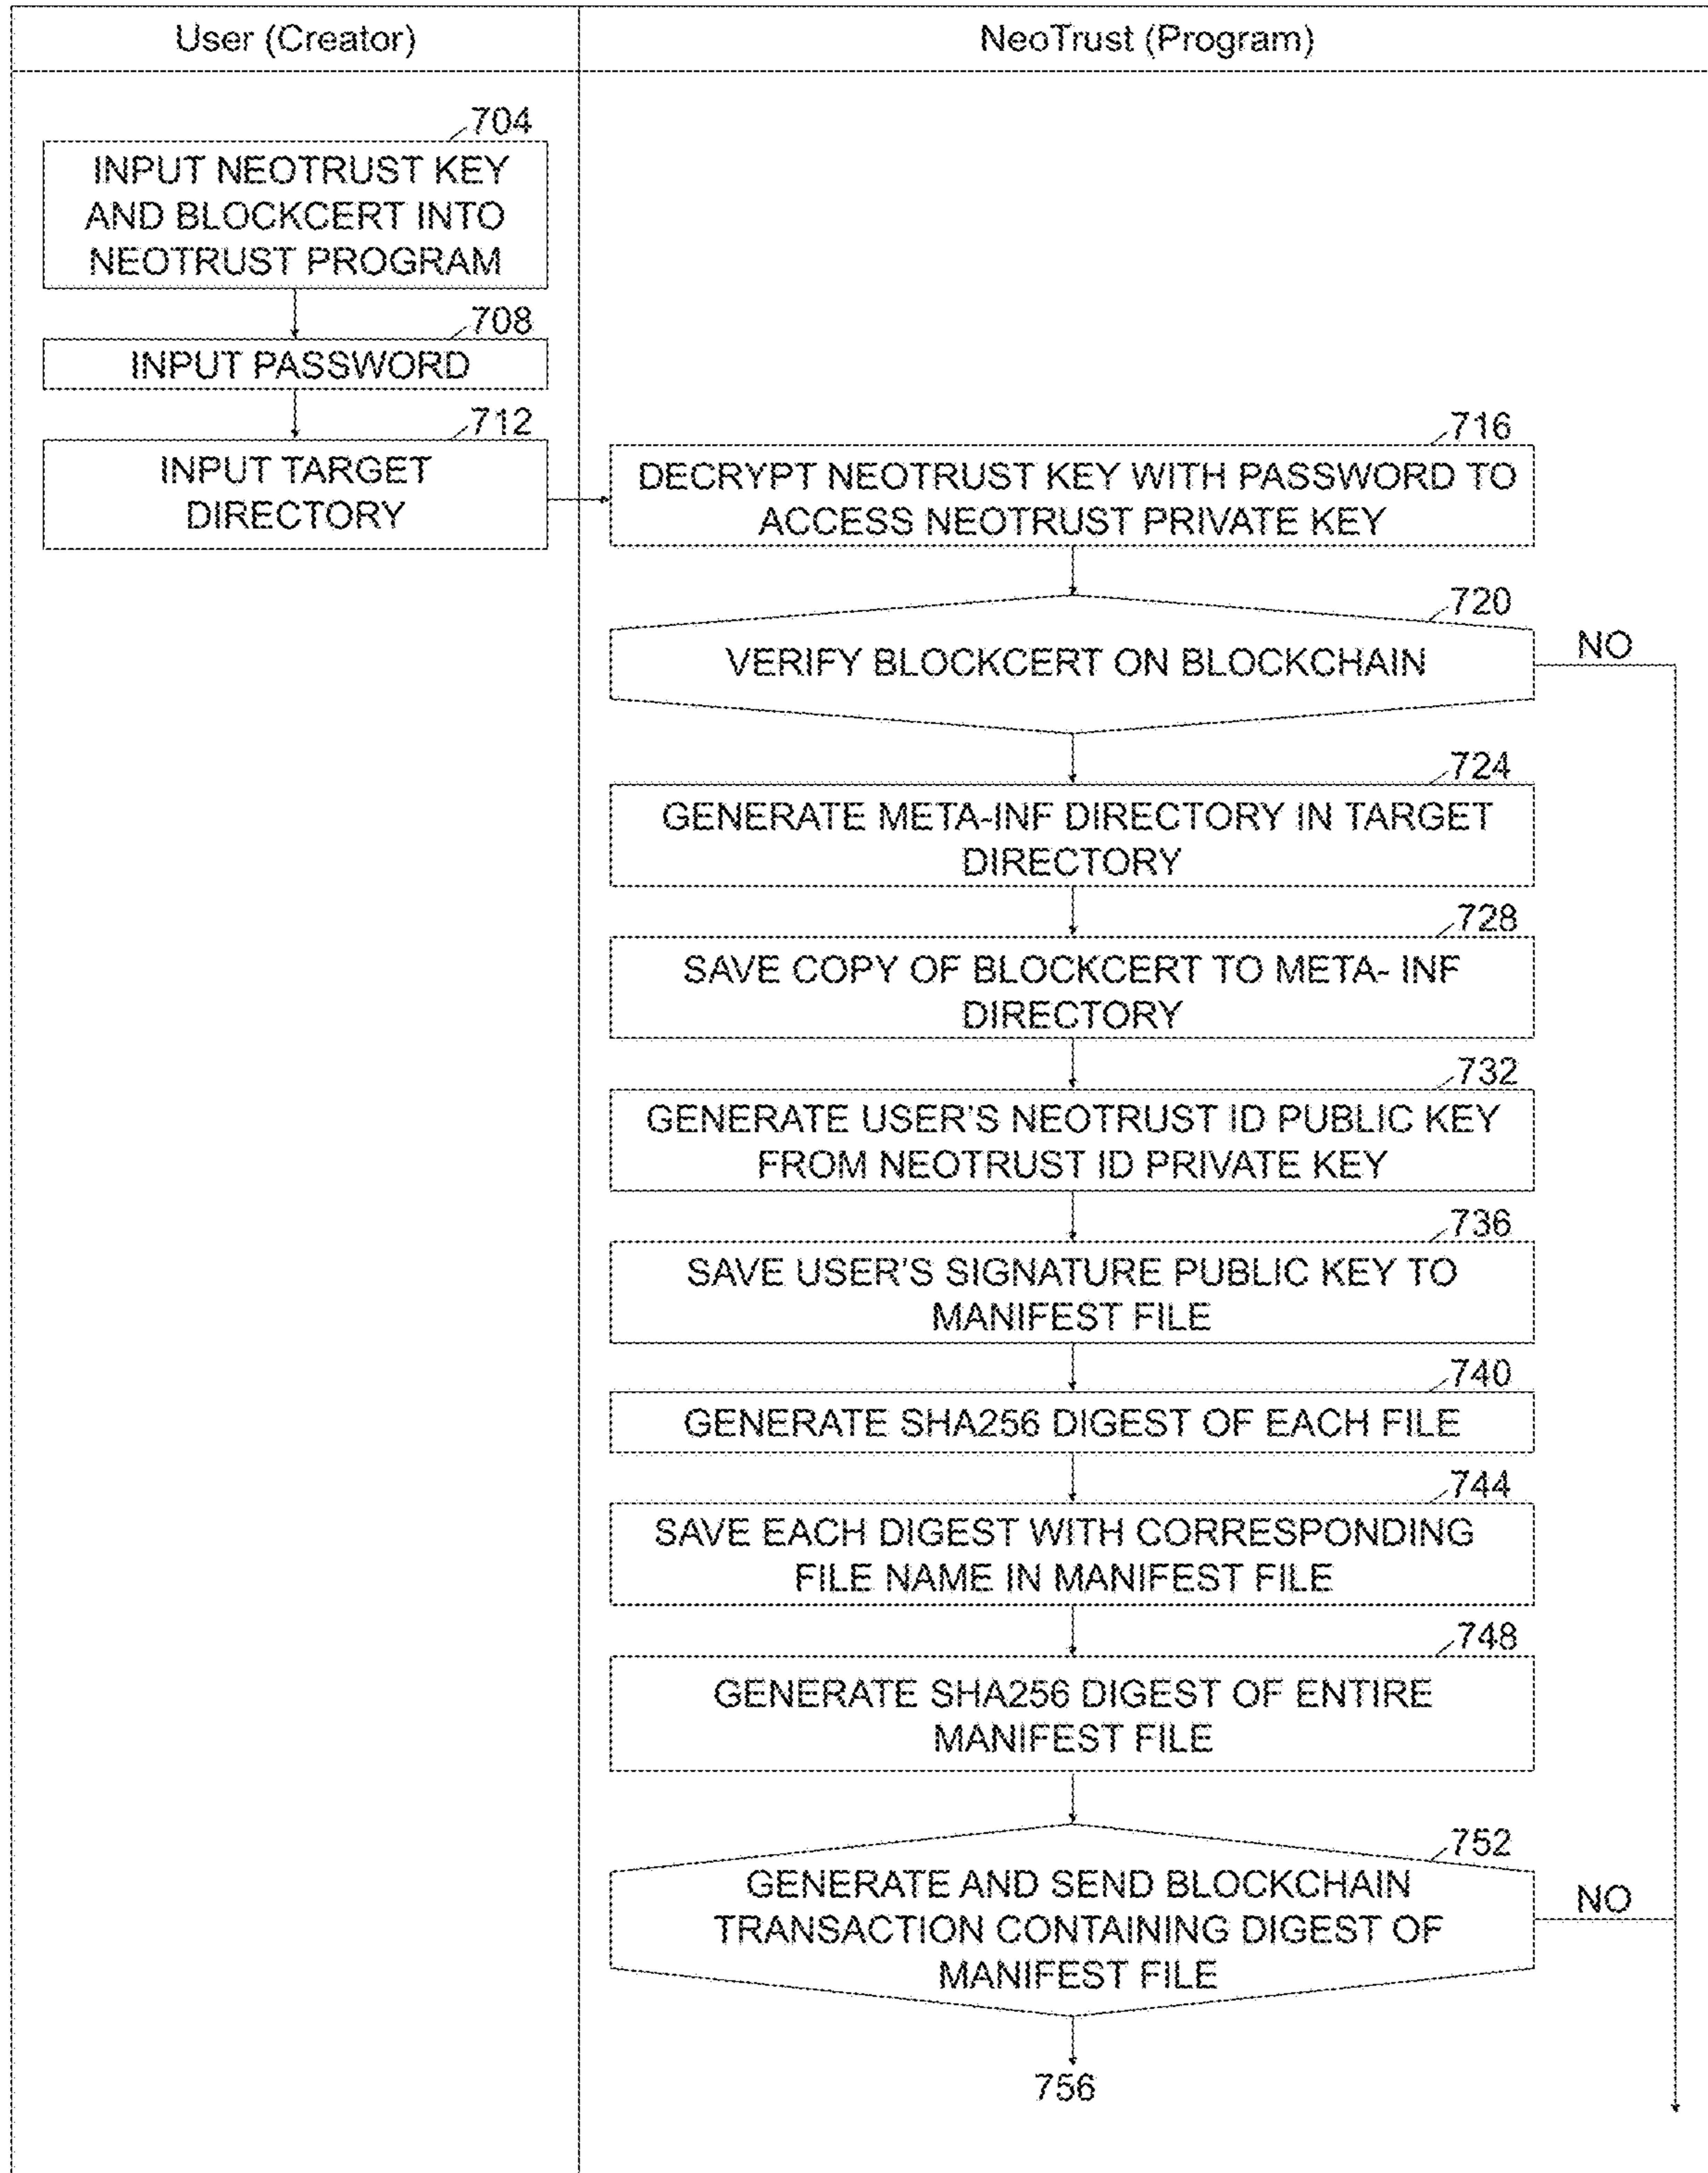 User (Creator)
NeoTrust (Program)
704
INPUT NEOTRUST KEY
AND BLOCKCERT INTO
NEOTRUST PROGRAM
708
INPUT PASSWORD
712
INPUT TARGET
DIRECTORY
716
DECRYPT NEOTRUST KEY WITH PASSWORD TO
ACCESS NEOTRUST PRIVATE KEY
720
VERIFY BLOCKCERT ON BLOCKCHAIN
NO
724
GENERATE META-INF DIRECTORY IN TARGET
DIRECTORY
728
SAVE COPY OF BLOCKCERT TO META- INF
DIRECTORY
732
GENERATE USER'S NEOTRUST ID PUBLIC KEY
FROM NEOTRUST ID PRIVATE KEY
736
SAVE USER'S SIGNATURE PUBLIC KEY TO
MANIFEST FILE
740
GENERATE SHA256 DIGEST OF EACH FILE
744
SAVE EACH DIGEST WITH CORRESPONDING
FILE NAME IN MANIFEST FILE
748
GENERATE SHA256 DIGEST OF ENTIRE
MANIFEST FILE
752
GENERATE AND SEND BLOCKCHAIN
TRANSACTION CONTAINING DIGEST OF
MANIFEST FILE
NO
756